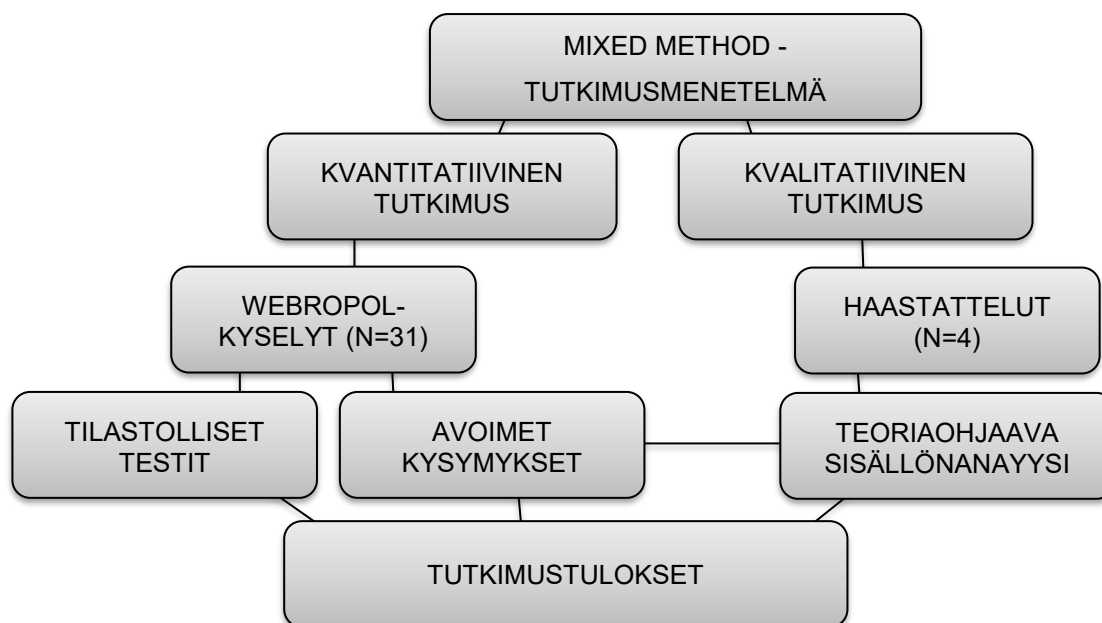 MIXED METHOD -
TUTKIMUSMENETELMÄ
KVANTITATIIVINEN
TUTKIMUS
KVALITATIIVINEN
TUTKIMUS
WEBROPOL-
KYSELYT (N=31)
HAASTATTELUT
(N=4)
TILASTOLLISET
TESTIT
AVOIMET
KYSYMYKSET
TEORIAOHJAAVA
SISÄLLÖNANAYYSI
TUTKIMUSTULOKSET